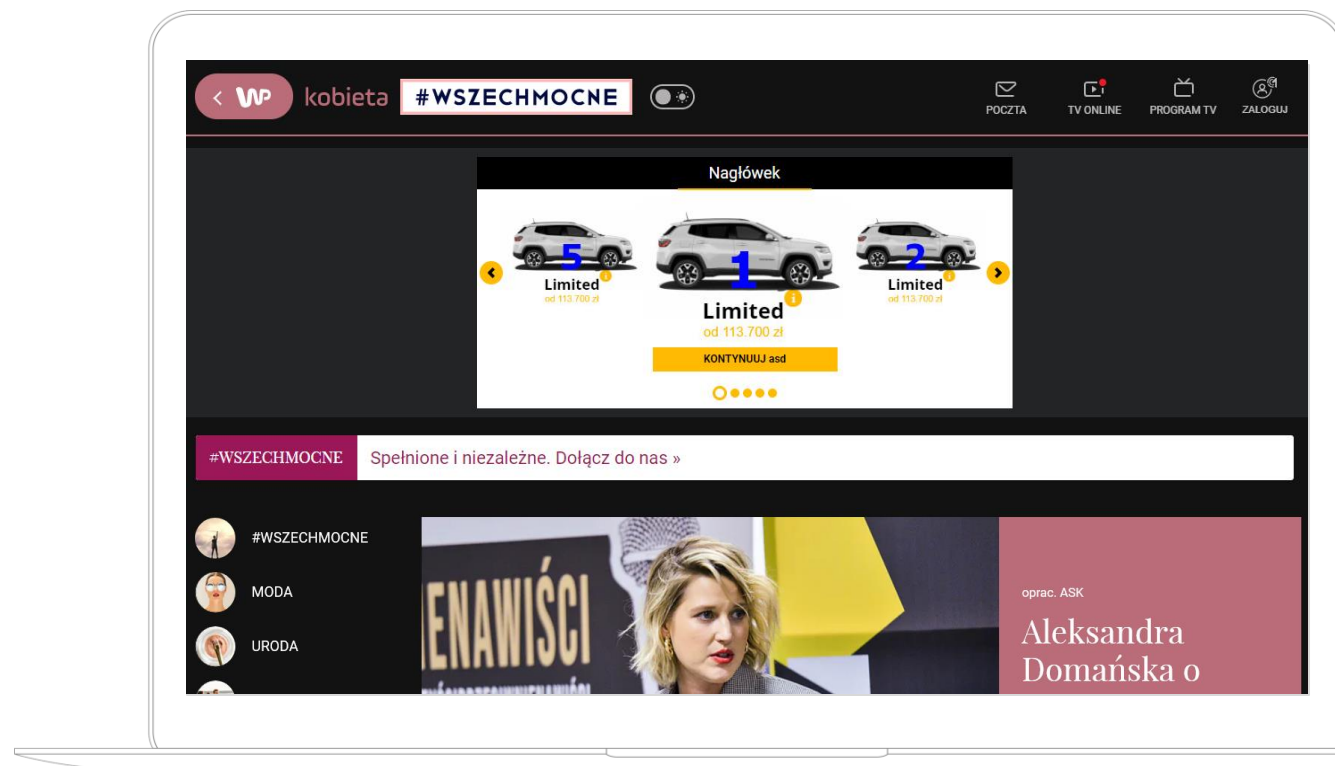 WP kobieta #WSZECHMOCNE
POCZTA TV ONLINE PROGRAM TV ZALOGUJ
Nagłówek
5 1 2
Limited
od 113.700 zł
Limited
od 113.700 zł
Limited
od 113.700 zł
KONTYNUUJ asd
#WSZECHMOCNE Spełnione i niezależne. Dołącz do nas »
#WSZECHMOCNE
MODA
URODA
ENAWIŚCI
oprac. ASK
Aleksandra
Domańska o